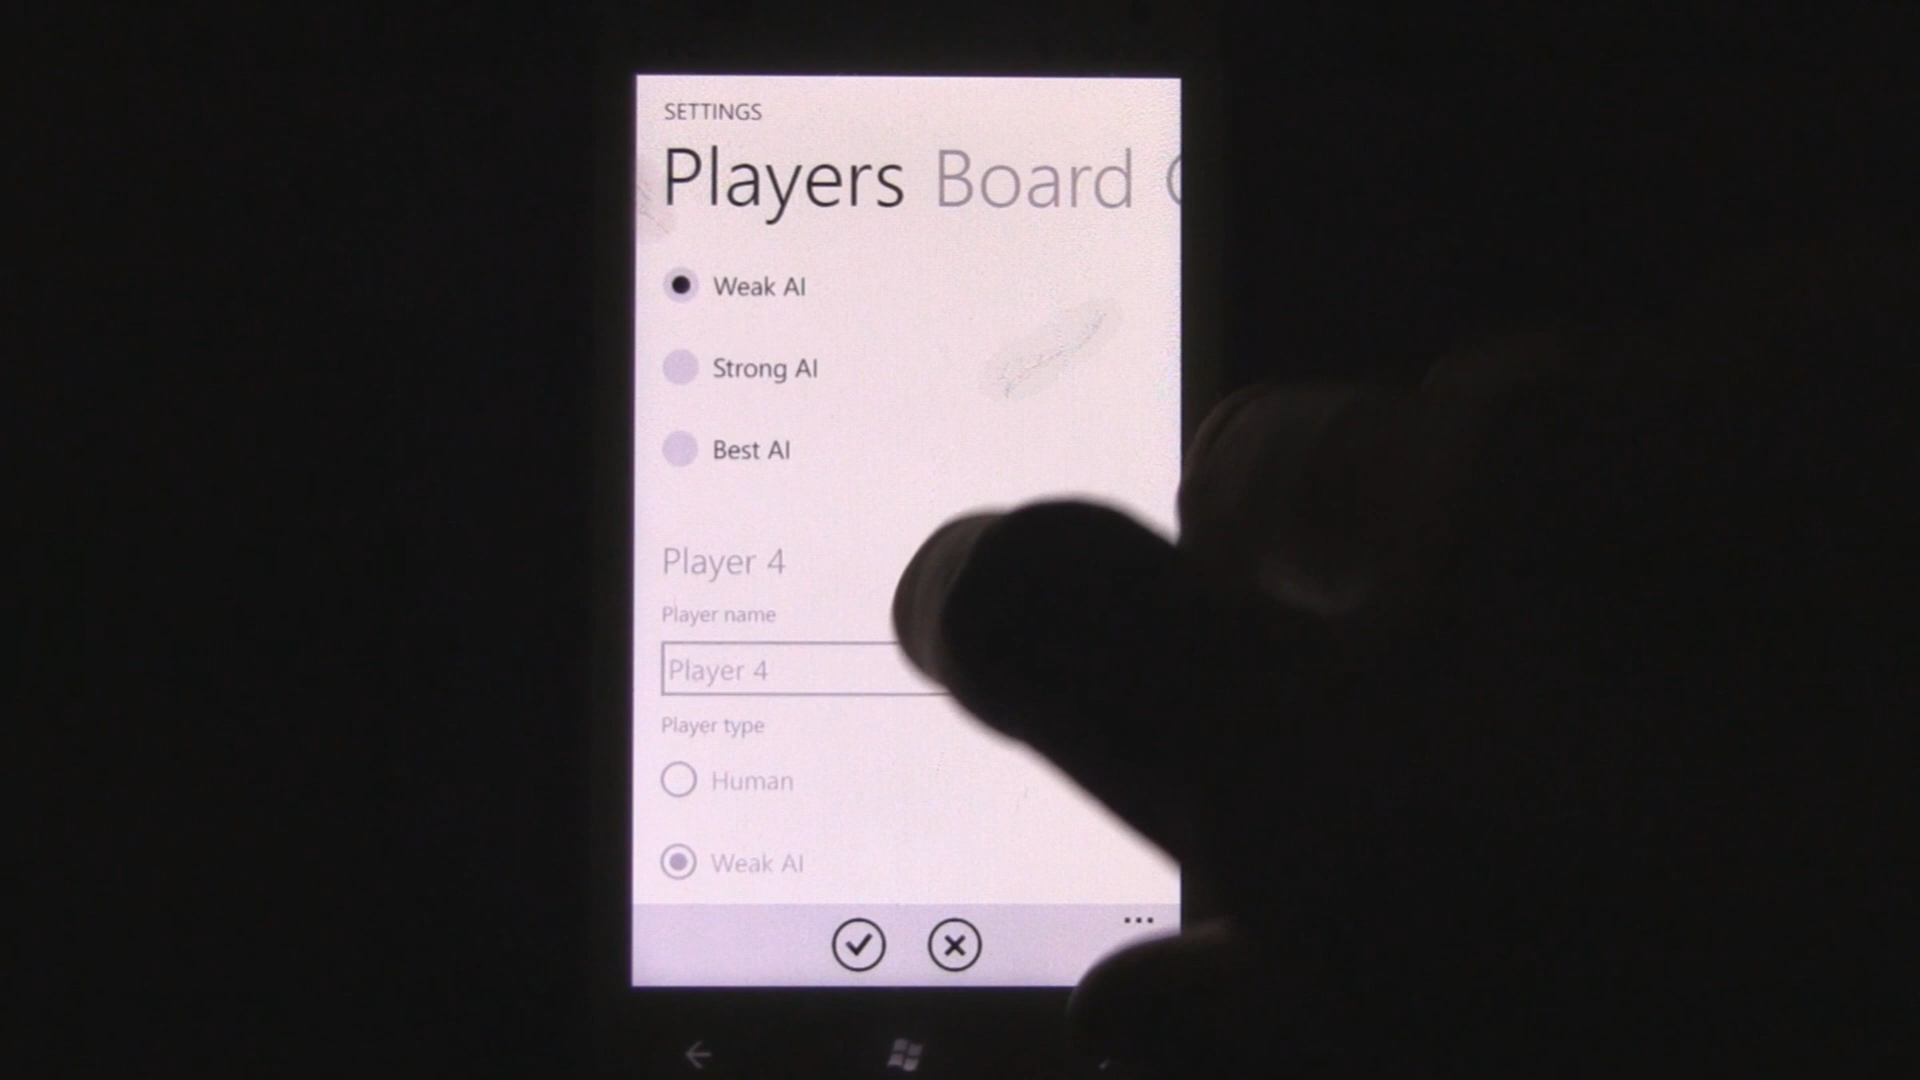 SETTINGS
Players Board
Weak AI
Strong AI
Best AI
Player 4
Player name
Player 4
Player type
Human
Weak AI